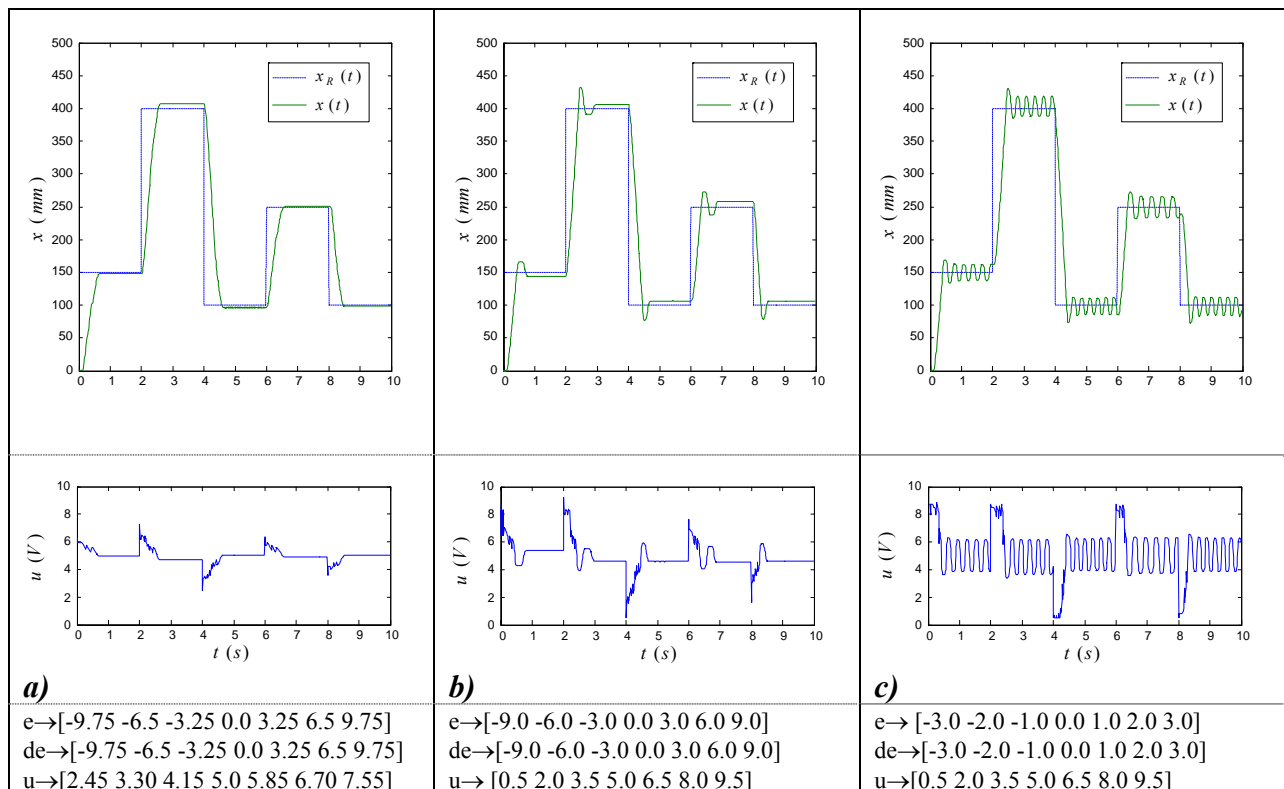 500
450
400
350
300
250
200
150
100
50
0
x (mm)
x_R (t)
x (t)
0 1 2 3 4 5 6 7 8 9 10
500
450
400
350
300
250
200
150
100
50
0
x (mm)
x_R (t)
x (t)
0 1 2 3 4 5 6 7 8 9 10
500
450
400
350
300
250
200
150
100
50
0
x (mm)
x_R (t)
x (t)
0 1 2 3 4 5 6 7 8 9 10
10
8
6
4
2
0
u (V)
0 1 2 3 4 5 6 7 8 9 10
t (s)
a)
10
8
6
4
2
0
u (V)
0 1 2 3 4 5 6 7 8 9 10
t (s)
b)
10
8
6
4
2
0
u (V)
0 1 2 3 4 5 6 7 8 9 10
t (s)
c)
e→[-9.75 -6.5 -3.25 0.0 3.25 6.5 9.75]
de→[-9.75 -6.5 -3.25 0.0 3.25 6.5 9.75]
u→[2.45 3.30 4.15 5.0 5.85 6.70 7.55]
e→[-9.0 -6.0 -3.0 0.0 3.0 6.0 9.0]
de→[-9.0 -6.0 -3.0 0.0 3.0 6.0 9.0]
u→ [0.5 2.0 3.5 5.0 6.5 8.0 9.5]
e→ [-3.0 -2.0 -1.0 0.0 1.0 2.0 3.0]
de→[-3.0 -2.0 -1.0 0.0 1.0 2.0 3.0]
u→[0.5 2.0 3.5 5.0 6.5 8.0 9.5]